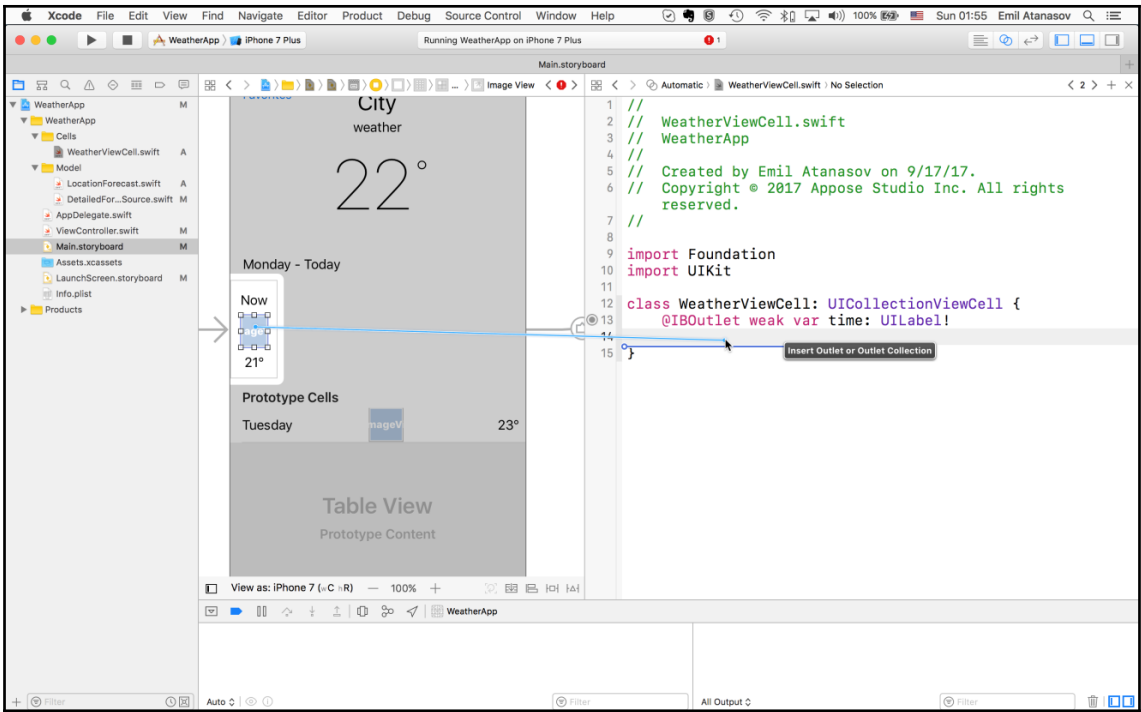 Xcode File Edit View Find Navigate Editor Product Debug Source Control Window Help 100% Sun 01:55 Emil Atanasov
WeatherApp iPhone 7 Plus Running WeatherApp on iPhone 7 Plus 1
Main.storyboard
Image View Automatic WeatherViewCell.swift No Selection 2
WeatherApp M
WeatherApp
Cells
WeatherViewCell.swift A
Model
LocationForecast.swift A
DetailedFor...Source.swift M
AppDelegate.swift
ViewController.swift M
Main.storyboard M
Assets.xcassets
LaunchScreen.storyboard M
Info.plist
Products
Filter
City
weather
22°
Monday - Today
Now
21°
Prototype Cells
Tuesday nageV 23°
Table View
Prototype Content
View as: iPhone 7 (wC hR) — 100% +
WeatherApp
1 //
2 // WeatherViewCell.swift
3 // WeatherApp
4 //
5 // Created by Emil Atanasov on 9/17/17.
6 // Copyright © 2017 Appose Studio Inc. All rights
reserved.
7 //
8
9 import Foundation
10 import UIKit
11
12 class WeatherViewCell: UICollectionViewCell {
13 @IBOutlet weak var time: UILabel!
14
Insert Outlet or Outlet Collection
15 }
Auto Filter All Output Filter